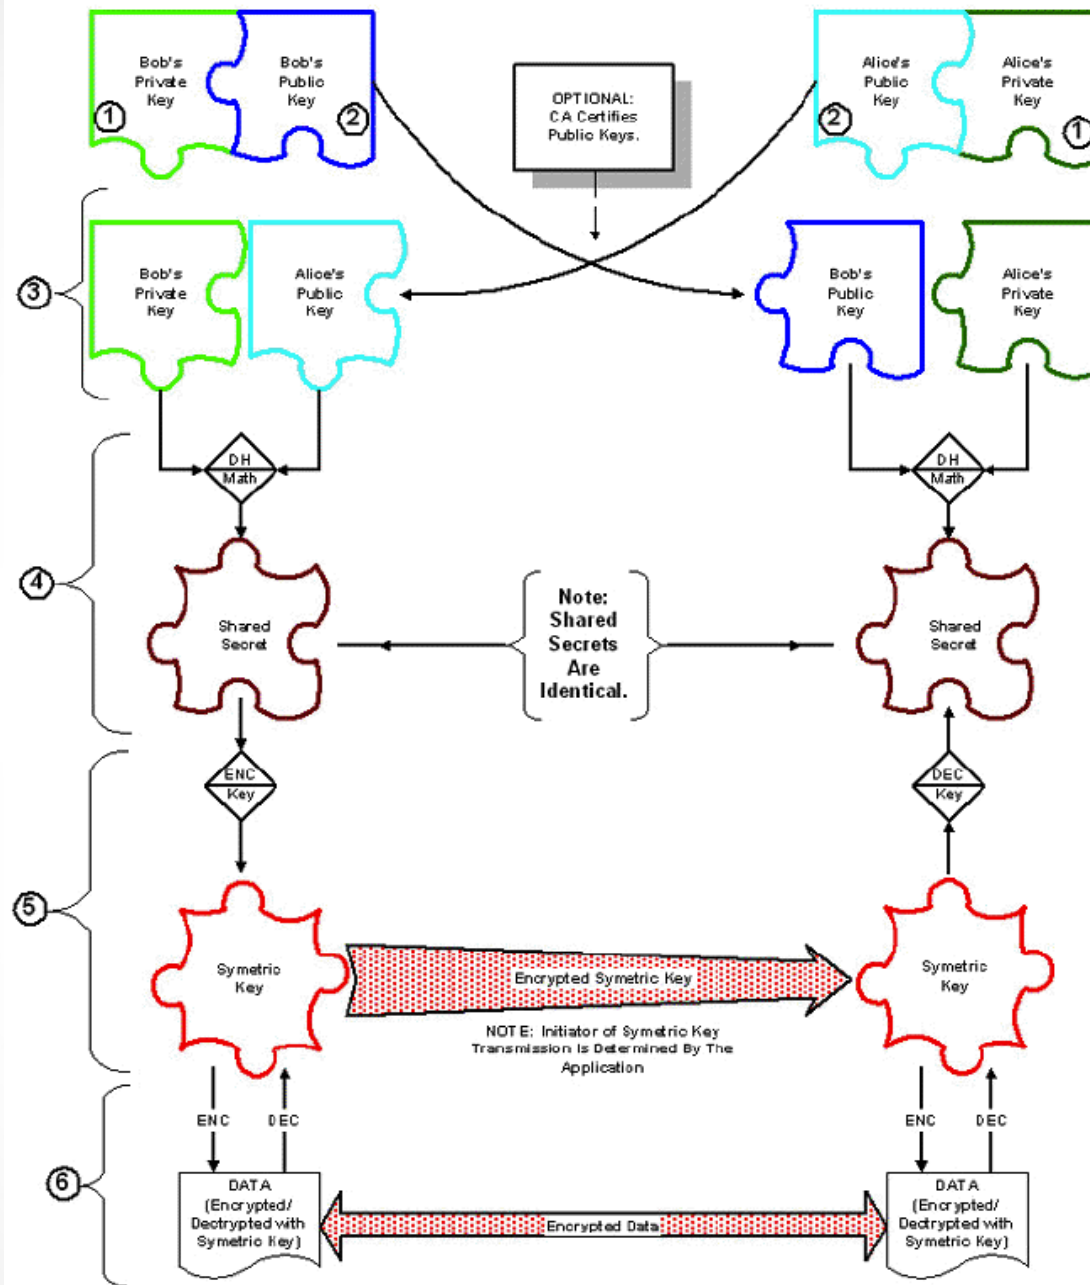 Bob's
Private
Key
1
Bob's
Public
Key
2
OPTIONAL:
CA Certifies
Public Keys.
Alice's
Public
Key
2
Alice's
Private
Key
1
3
Bob's
Private
Key
Alice's
Public
Key
Bob's
Public
Key
Alice's
Private
Key
DH
Math
DH
Math
4
Shared
Secret
Note:
Shared
Secrets
Are
Identical.
Shared
Secret
ENC
Key
DEC
Key
5
Symetric
Key
Encrypted Symetric Key
Symetric
Key
NOTE: Initiator of Symetric Key
Transmission Is Determined By The
Application
ENC
DEC
ENC
DEC
6
DATA
(Encrypted/
Dectrypted with
Symetric Key)
Encrypted Data
DATA
(Encrypted/
Dectrypted with
Symetric Key)